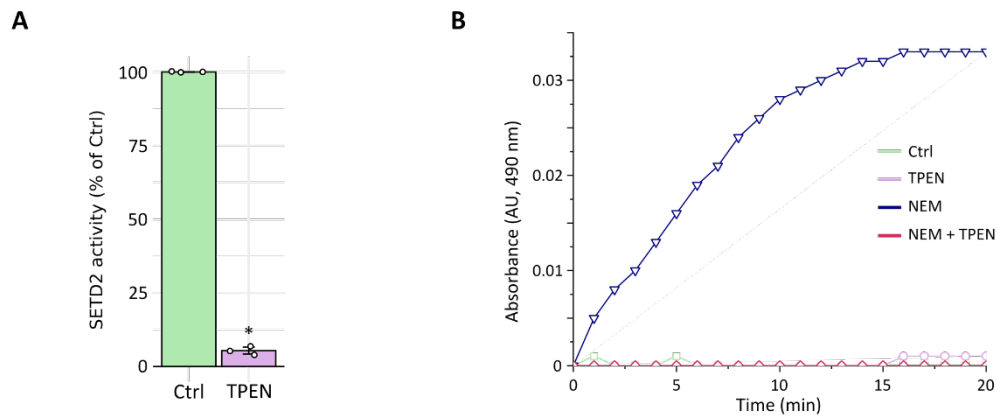 A
SETD2 activity (% of Ctrl)
100
75
50
25
0
*
Ctrl
TPEN
B
Absorbance (AU, 490 nm)
0.03
0.02
0.01
0
0
5
10
15
20
Time (min)
Ctrl
TPEN
NEM
NEM + TPEN